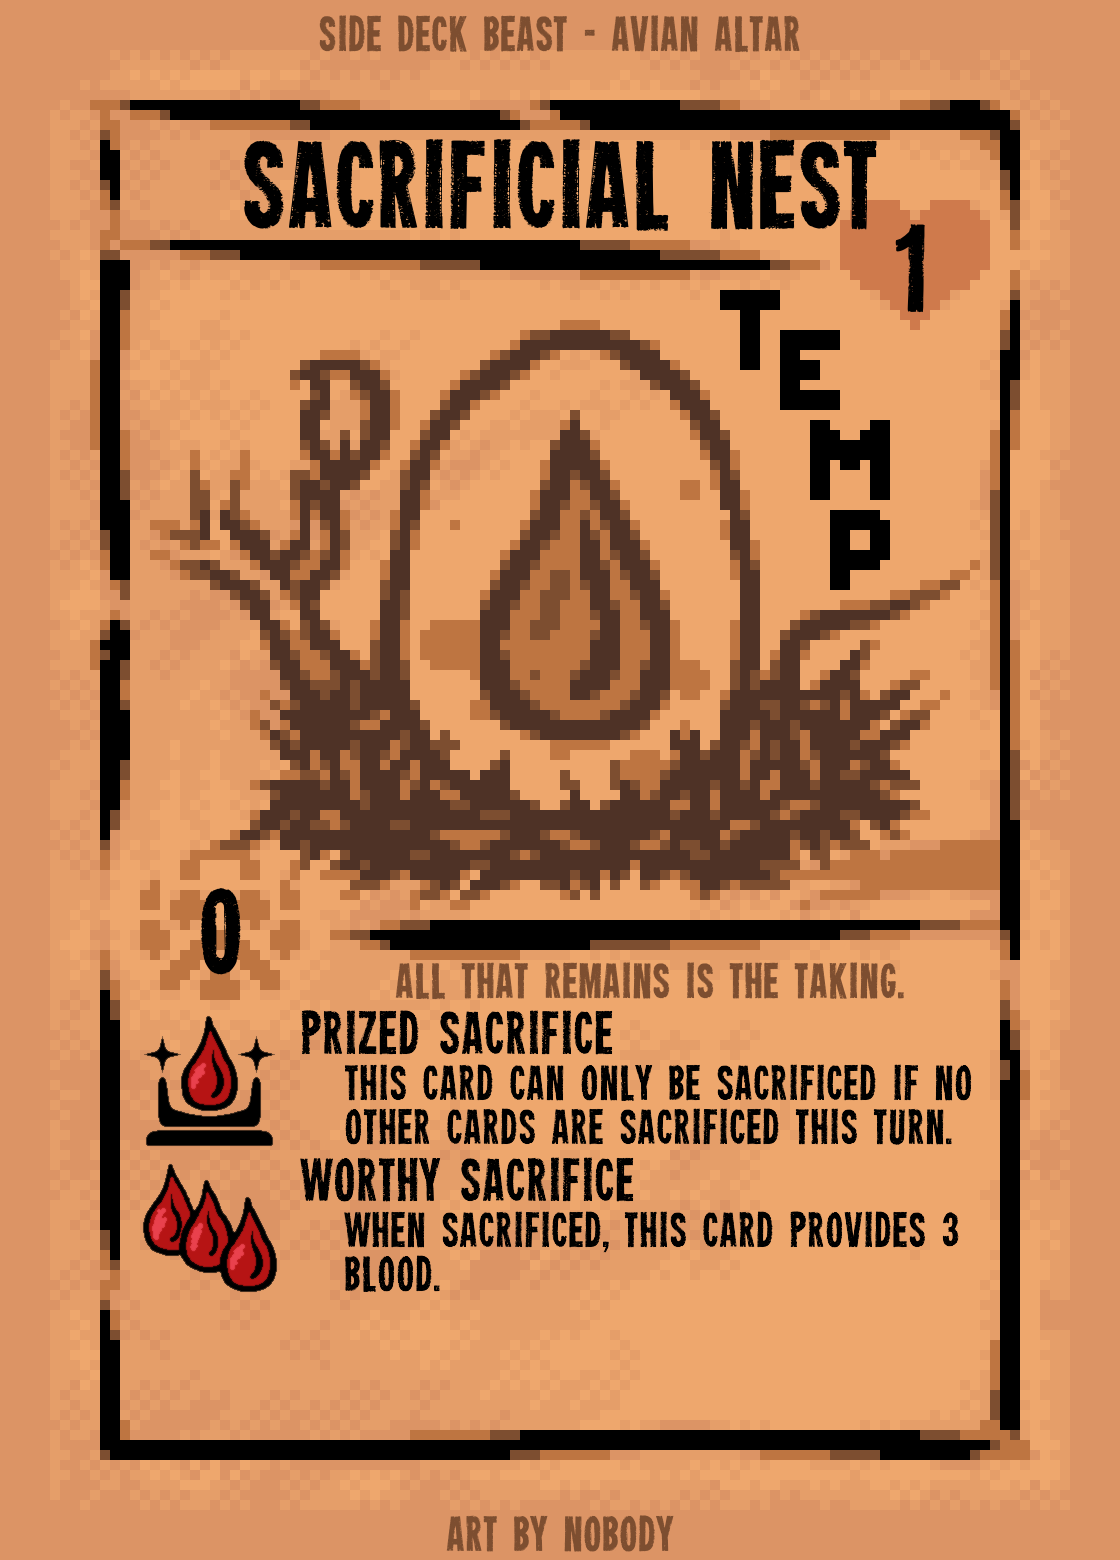 SIDE DECK BEAST - AVIAN ALTAR
SACRIFICIAL NEST
1
TEMP
0
ALL THAT REMAINS IS THE TAKING.
PRIZED SACRIFICE
THIS CARD CAN ONLY BE SACRIFICED IF NO
OTHER CARDS ARE SACRIFICED THIS TURN.
WORTHY SACRIFICE
WHEN SACRIFICED, THIS CARD PROVIDES 3
BLOOD.
ART BY NOBODY